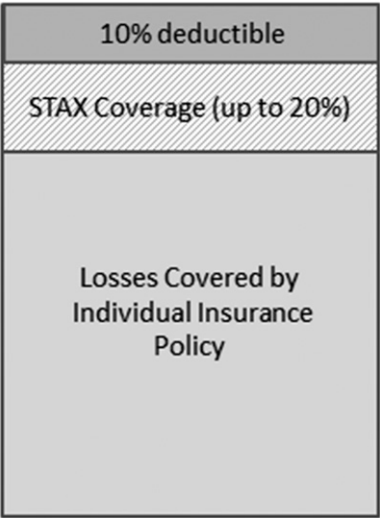 10% deductible
STAX Coverage (up to 20%)
Losses Covered by
Individual Insurance
Policy